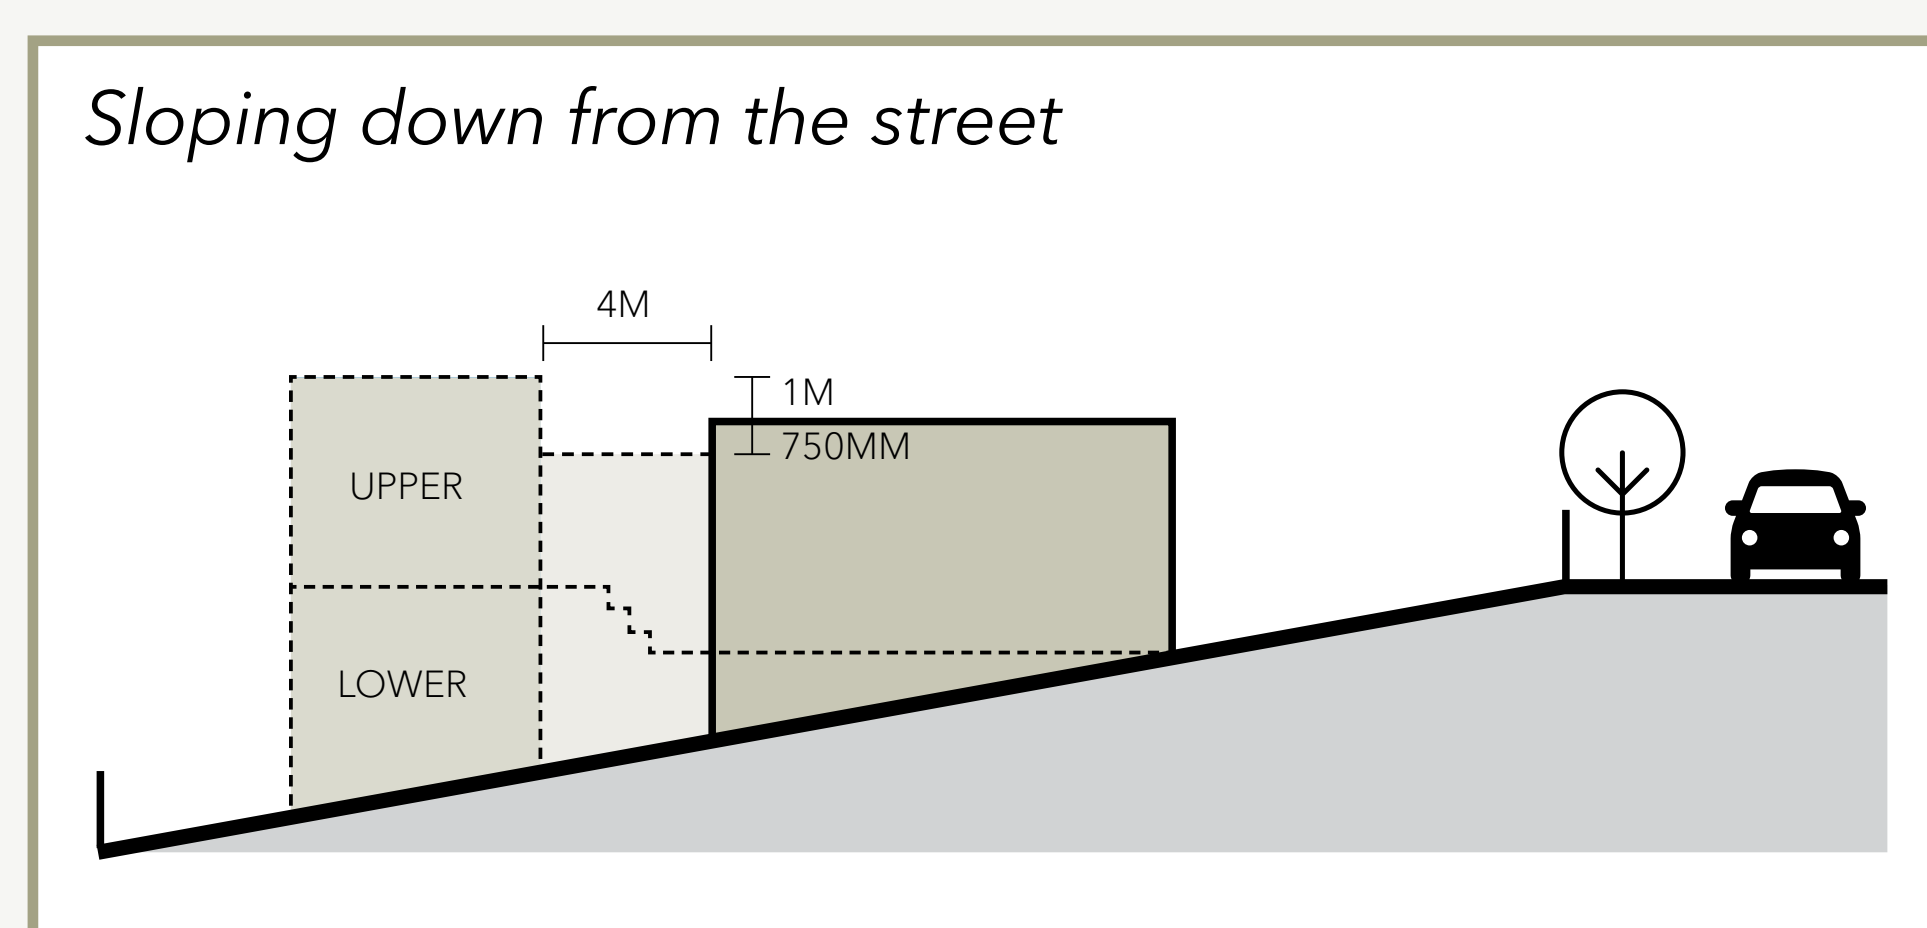 Sloping down from the street
4M
1M
750MM
UPPER
LOWER